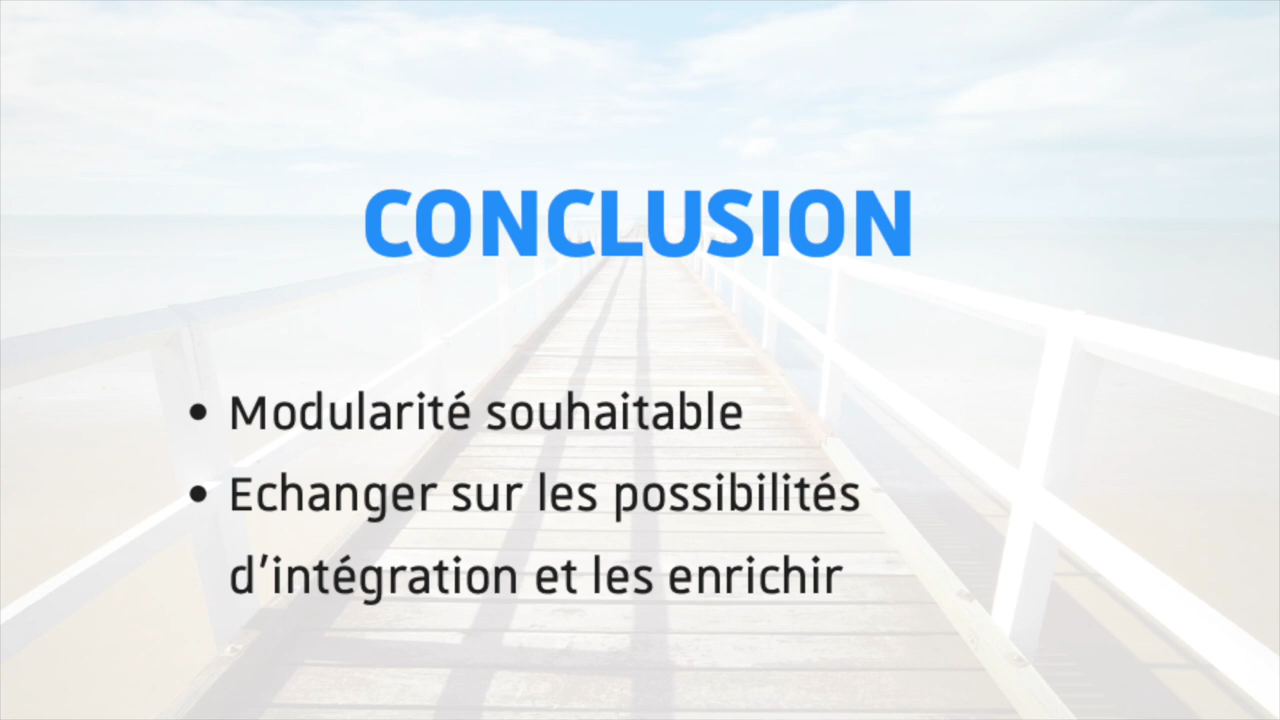 CONCLUSION
• Modularité souhaitable
• Echanger sur les possibilités
d’intégration et les enrichir